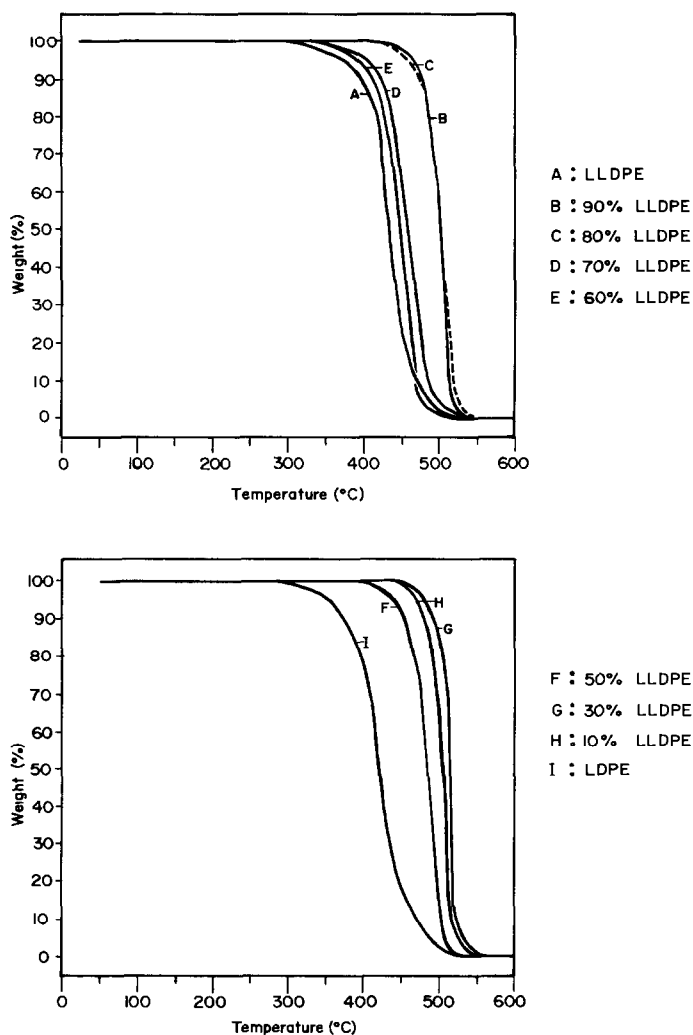 100
90
80
70
60
50
40
30
20
10
0
Weight (%)
0 100 200 300 400 500 600
Temperature (°C)
A
E
D
C
B
A : LLDPE
B : 90% LLDPE
C : 80% LLDPE
D : 70% LLDPE
E : 60% LLDPE
100
90
80
70
60
50
40
30
20
10
0
Weight (%)
0 100 200 300 400 500 600
Temperature (°C)
I
F
H
G
F : 50% LLDPE
G : 30% LLDPE
H : 10% LLDPE
I : LDPE